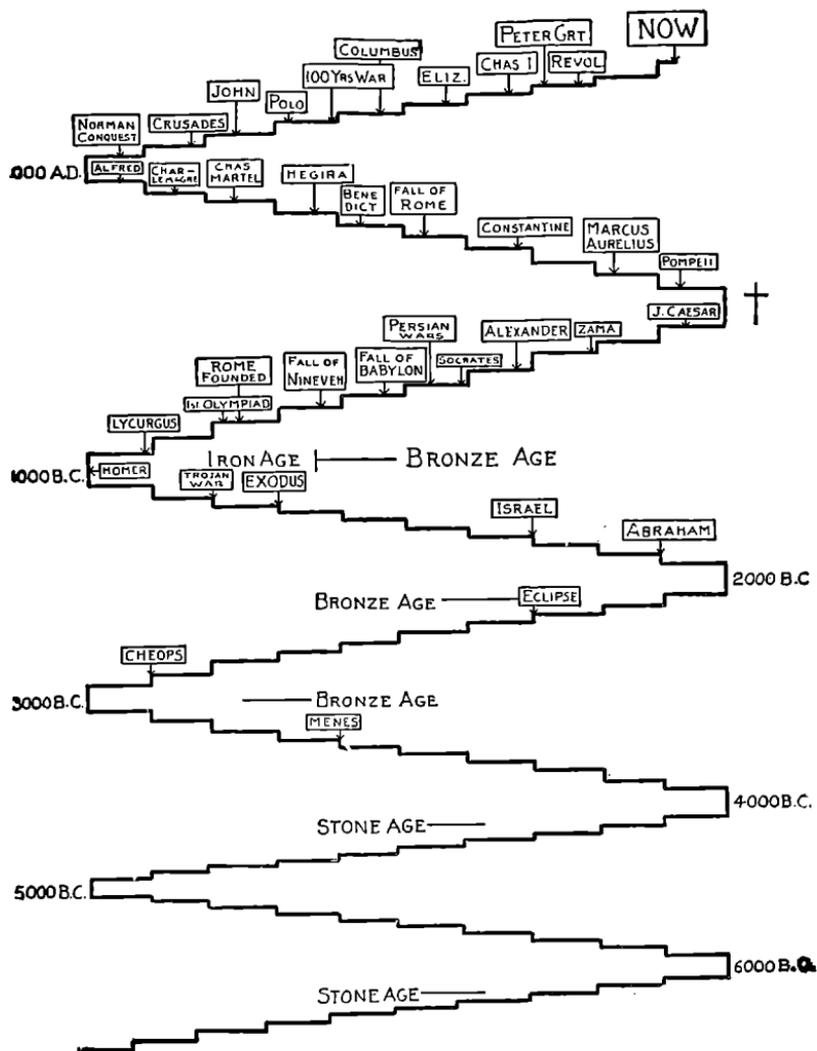 NOW
PETER GRT
COLUMBUS
CHAS I
REVOL
100 YRS WAR
ELIZ.
JOHN
POLO
NORMAN
CONQUEST
CRUSADES
000 A.D.
ALFRED
CHAR-
LEMAGNE
CHAS
MARTEL
HEGIRA
BENE
DICT
FALL OF
ROME
CONSTANTINE
MARCUS
AURELIUS
POMPEII
J. CAESAR
PERSIAN
WARS
ALEXANDER
ZAMA
ROME
FOUNDED
FALL OF
NINEVEH
FALL OF
BABYLON
SOCRATES
1ST OLYMPIAD
LYCURGUS
IRON AGE
BRONZE AGE
1000 B.C.
HOMER
TROJAN
WAR
EXODUS
ISRAEL
ABRAHAM
2000 B.C
BRONZE AGE
ECLIPSE
CHEOPS
3000 B.C.
BRONZE AGE
MENES
4000 B.C.
STONE AGE
5000 B.C.
6000 B.C.
STONE AGE